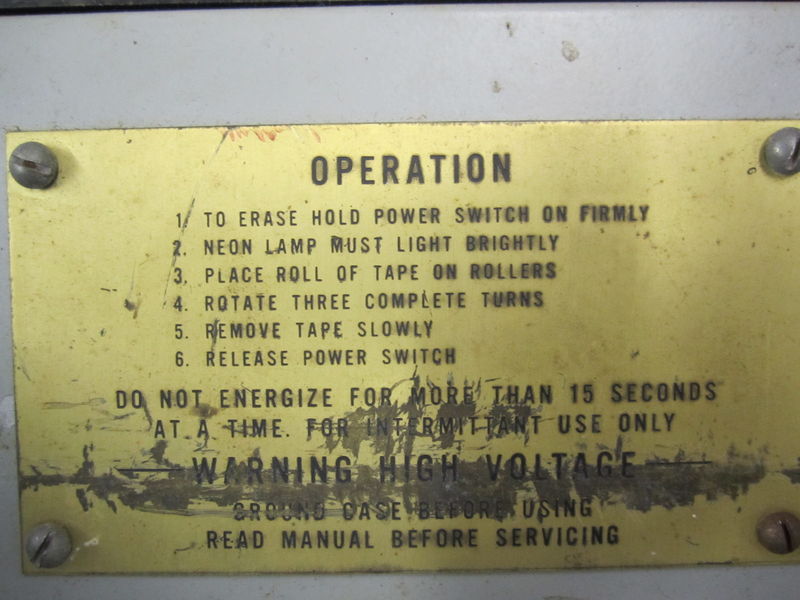 OPERATION
1. TO ERASE HOLD POWER SWITCH ON FIRMLY
2. NEON LAMP MUST LIGHT BRIGHTLY
3. PLACE ROLL OF TAPE ON ROLLERS
4. ROTATE THREE COMPLETE TURNS
5. REMOVE TAPE SLOWLY
6. RELEASE POWER SWITCH
DO NOT ENERGIZE FOR MORE THAN 15 SECONDS
AT A TIME. FOR INTERMITTANT USE ONLY
WARNING HIGH VOLTAGE
GROUND CASE BEFORE USING
READ MANUAL BEFORE SERVICING